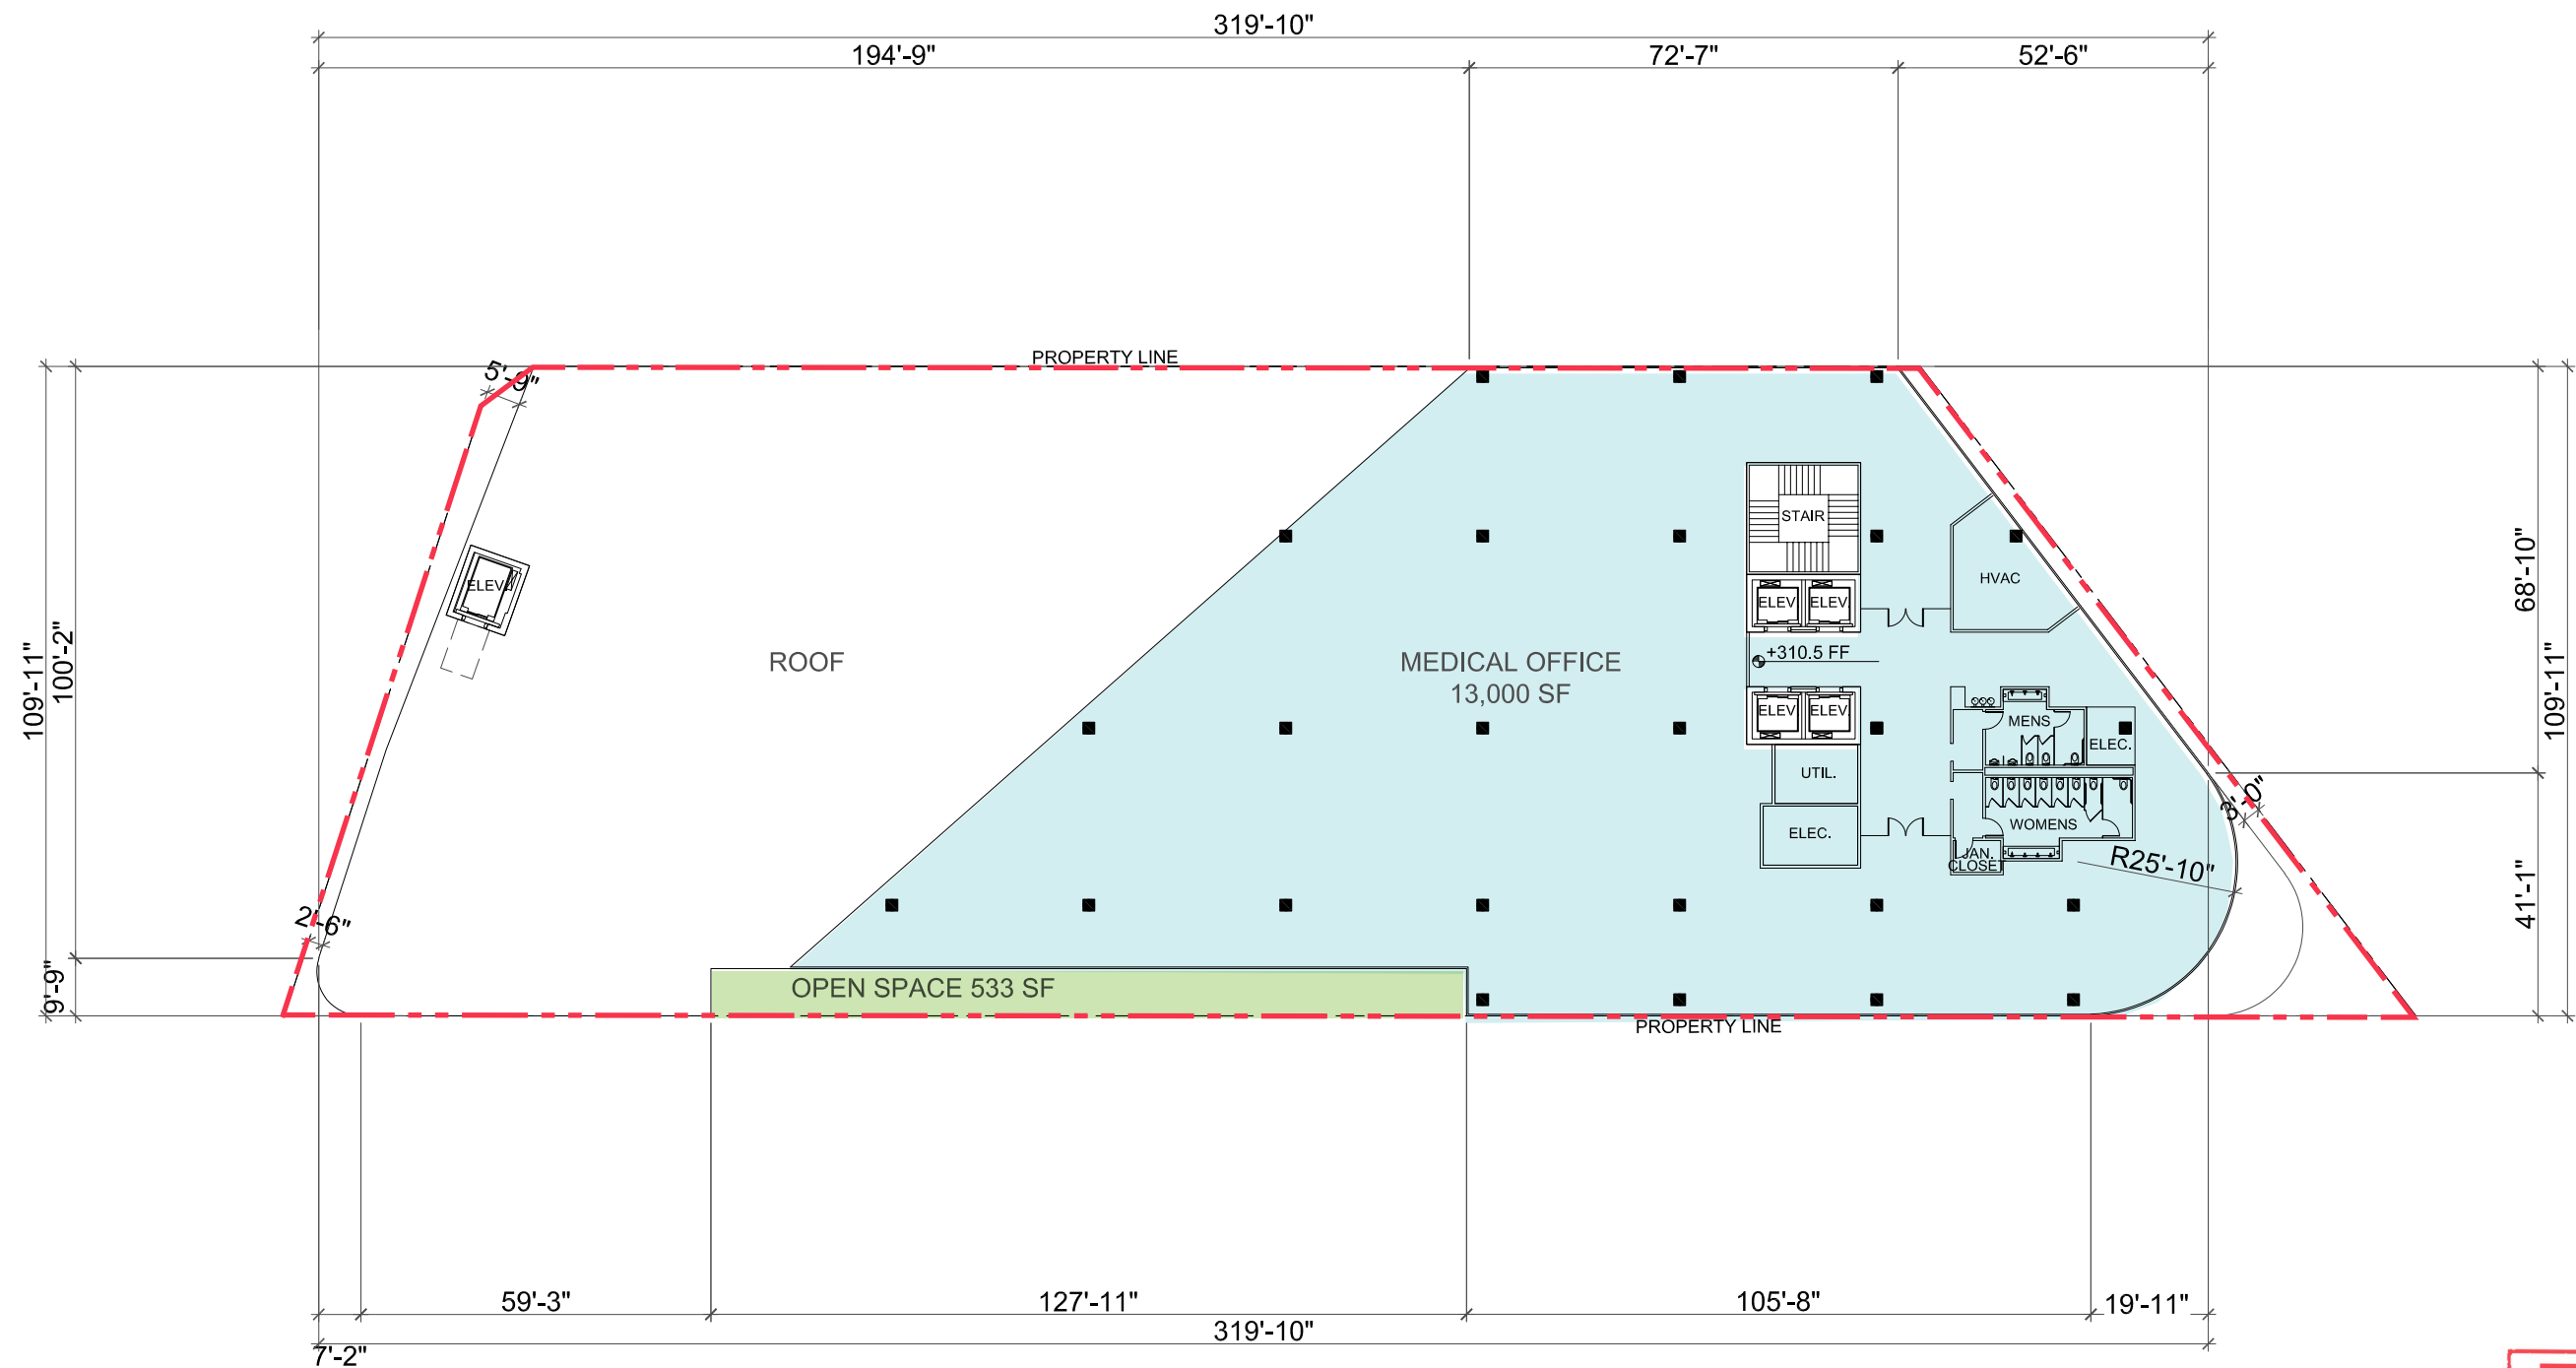 319'-10"
194'-9"
72'-7"
52'-6"
PROPERTY LINE
5'-9"
STAIR
ELEV.
HVAC
ELEV
ELEV.
68'-10"
109'-11"
100'-2"
ROOF
MEDICAL OFFICE
13,000 SF
+310.5 FF
109'-11"
ELEV
ELEV.
MENS
ELEC.
UTIL.
3'-0"
ELEC.
WOMENS
JAN.
CLOSET
R25'-10"
41'-1"
2'-6"
9'-9"
OPEN SPACE 533 SF
PROPERTY LINE
59'-3"
127'-11"
105'-8"
19'-11"
319'-10"
7'-2"